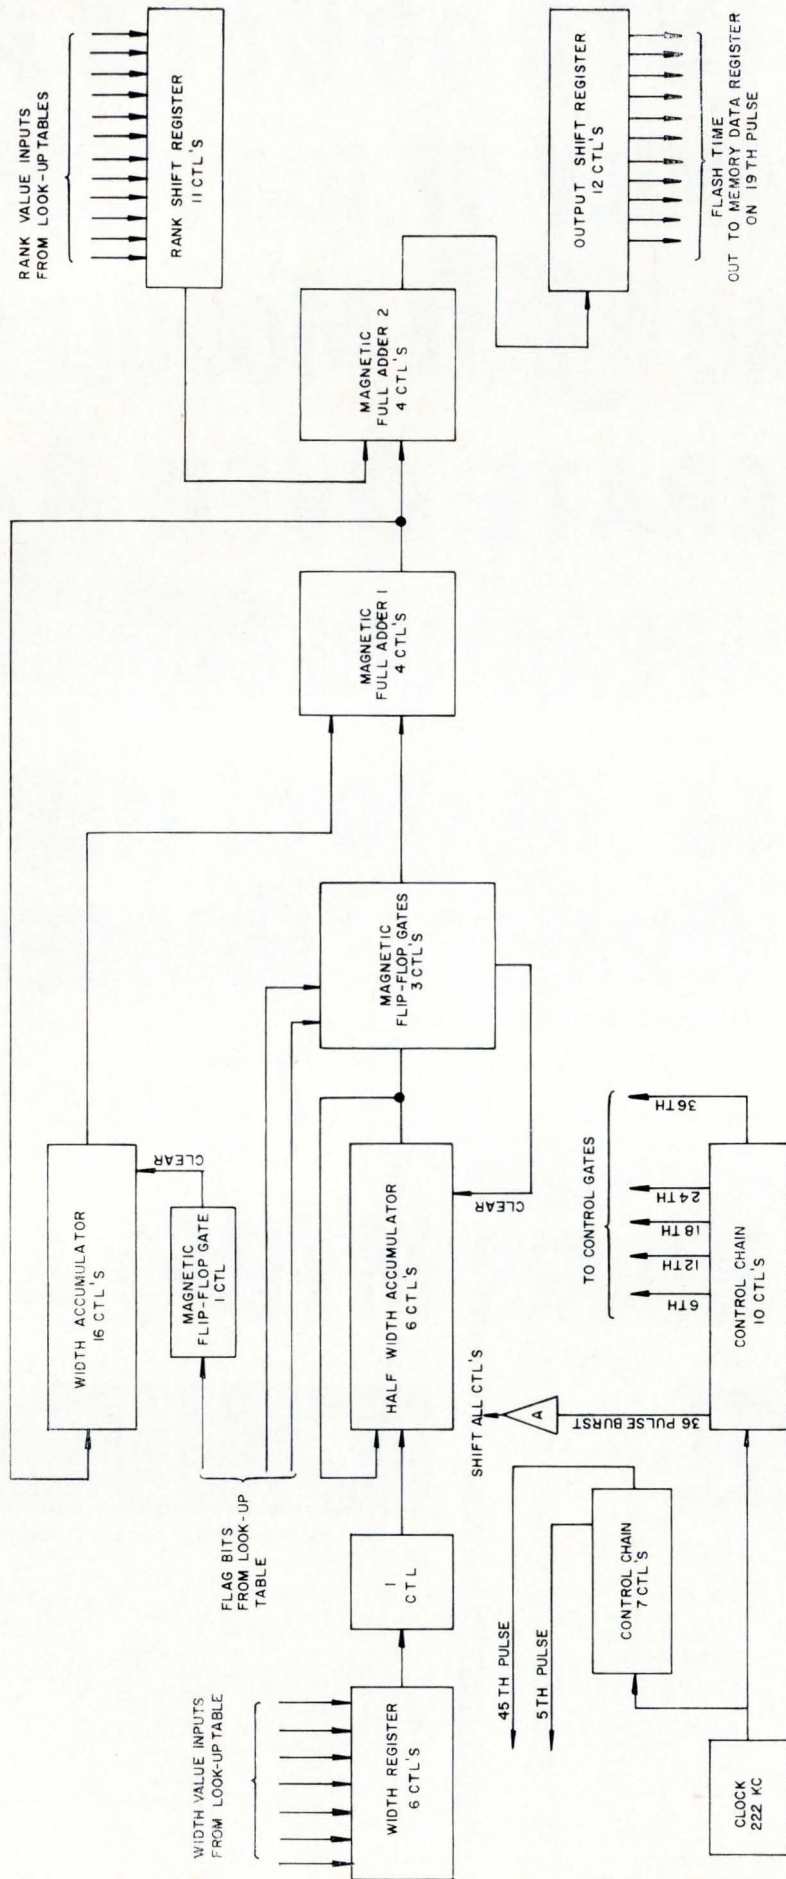 RANK VALUE INPUTS
FROM LOOK-UP TABLES
RANK SHIFT REGISTER
11 CTL'S
MAGNETIC
FULL ADDER 2
4 CTL'S
OUTPUT SHIFT REGISTER
12 CTL'S
FLASH TIME
OUT TO MEMORY DATA REGISTER
ON 19TH PULSE
MAGNETIC
FULL ADDER 1
4 CTL'S
WIDTH ACCUMULATOR
16 CTL'S
CLEAR
MAGNETIC
FLIP-FLOP GATE
1 CTL
MAGNETIC
FLIP-FLOP GATES
3 CTL'S
FLAG BITS
FROM LOOK-UP
TABLE
HALF WIDTH ACCUMULATOR
6 CTL'S
CLEAR
1
CTL
WIDTH VALUE INPUTS
FROM LOOK-UP TABLE
WIDTH REGISTER
6 CTL'S
SHIFT ALL CTL'S
A
36 PULSE BURST
TO CONTROL GATES
6TH
12TH
18TH
24TH
36TH
CONTROL CHAIN
10 CTL'S
45TH PULSE
5TH PULSE
CONTROL CHAIN
7 CTL'S
CLOCK
222 KC